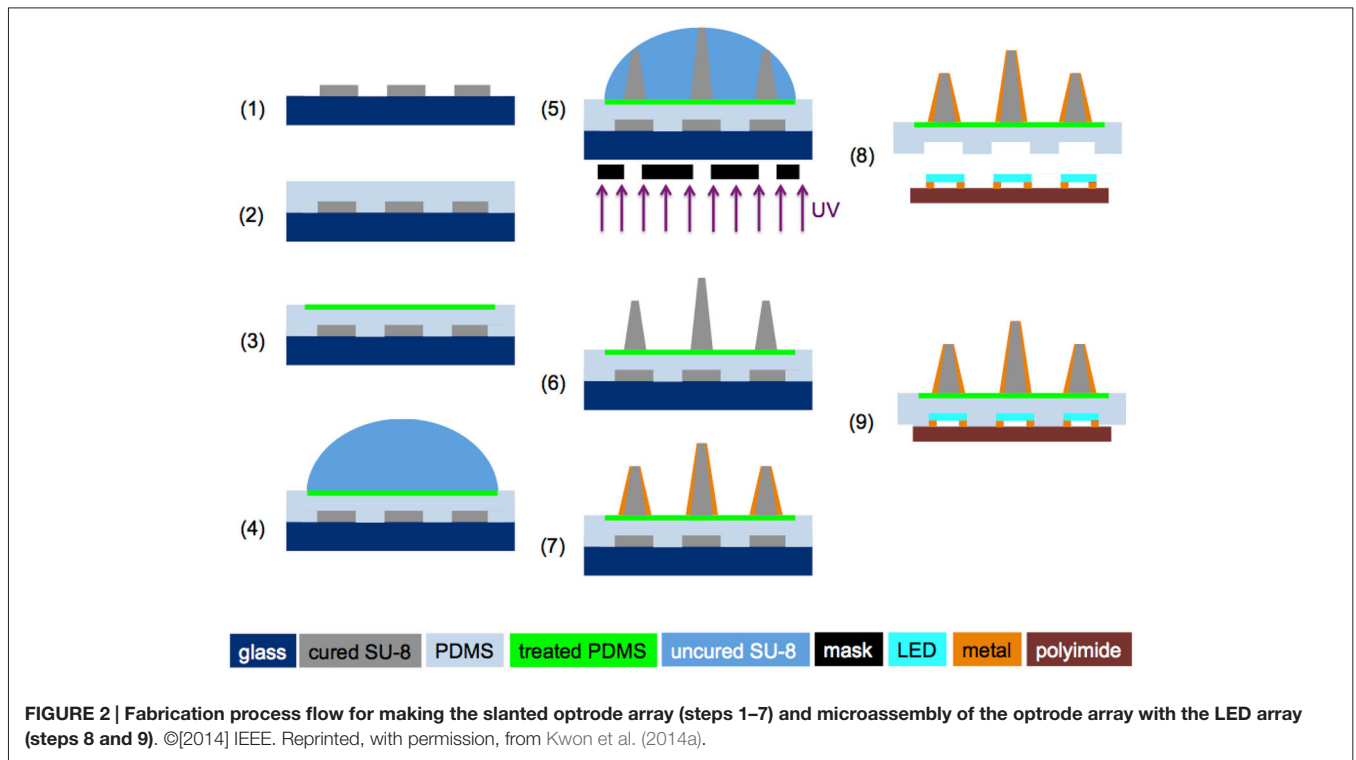 (1)
(2)
(3)
(4)
(5)
UV
(6)
(7)
(8)
(9)
glass cured SU-8 PDMS treated PDMS uncured SU-8 mask LED metal polyimide
FIGURE 2 | Fabrication process flow for making the slanted optrode array (steps 1–7) and microassembly of the optrode array with the LED array
(steps 8 and 9). ©[2014] IEEE. Reprinted, with permission, from Kwon et al. (2014a).